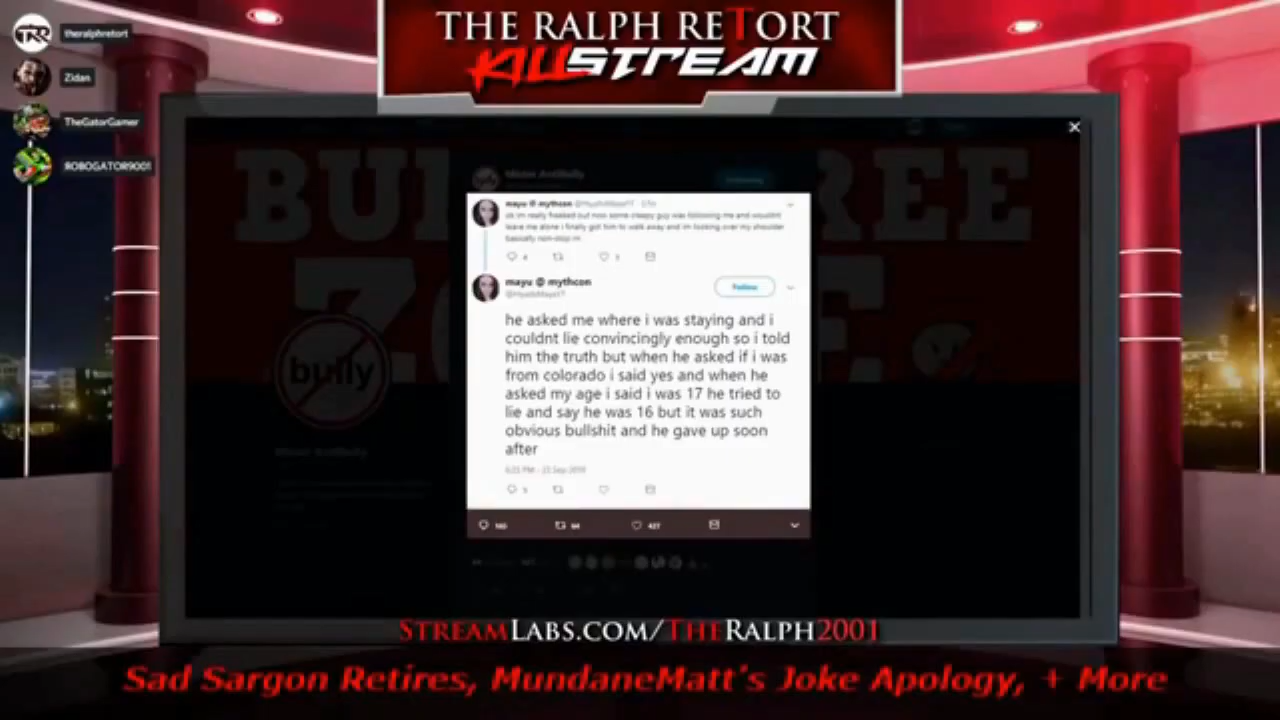 THE RALPH RETORT
KILLSTREAM
theralphretort
Zidan
TheGatorGamer
ROBOGATOR9001
bully
mayu @ mythcon
ok im really freaked out now some creepy guy was following me and wouldnt
leave me alone i finally got him to walk away and im looking over my shoulder
basically non-stop rn
4
3
mayu @ mythcon
Follow
he asked me where i was staying and i
couldnt lie convincingly enough so i told
him the truth but when he asked if i was
from colorado i said yes and when he
asked my age i said i was 17 he tried to
lie and say he was 16 but it was such
obvious bullshit and he gave up soon
after
5
64
427
STREAMLABS.COM/THERALPH2001
Sad Sargon Retires, MundaneMatt's Joke Apology, + More